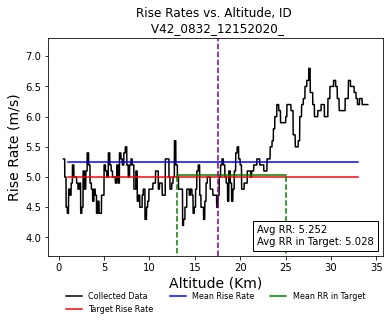 Rise Rates vs. Altitude, ID
V42_0832_12152020_
Rise Rate (m/s)
7.0
6.5
6.0
5.5
5.0
4.5
4.0
Avg RR: 5.252
Avg RR in Target: 5.028
0 5 10 15 20 25 30 35
Altitude (Km)
Collected Data Mean Rise Rate Mean RR in Target
Target Rise Rate